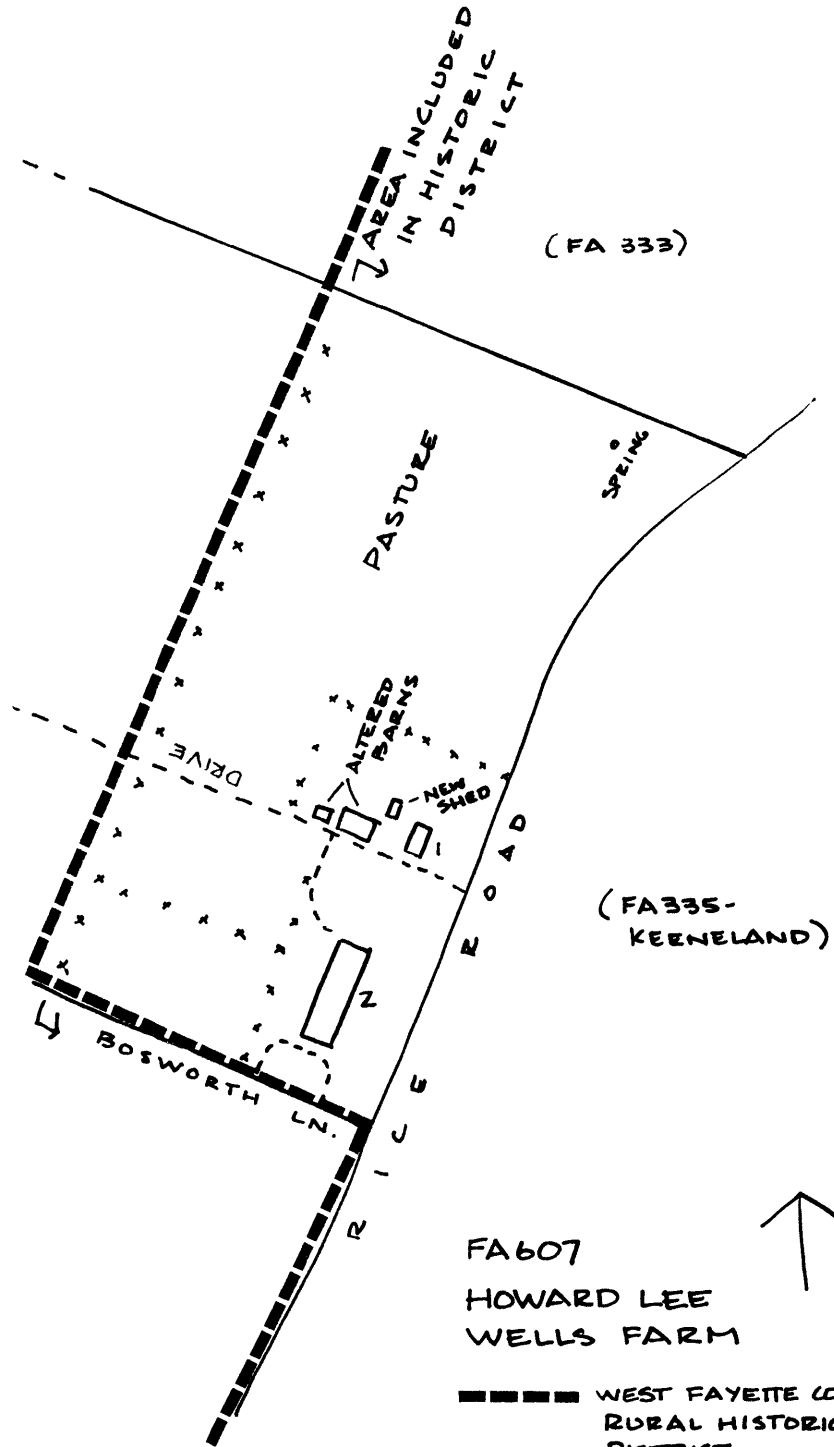 AREA INCLUDED
IN HISTORIC
DISTRICT
(FA 333)
SPRING
PASTURE
ALTERED
BARNS
DRIVE
NEW
SHED
1
2
(FA335-
KEENELAND)
RICE ROAD
BOSWORTH LN.
FA607
HOWARD LEE
WELLS FARM
WEST FAYETTE CO
RURAL HISTORIC
DISTRICT